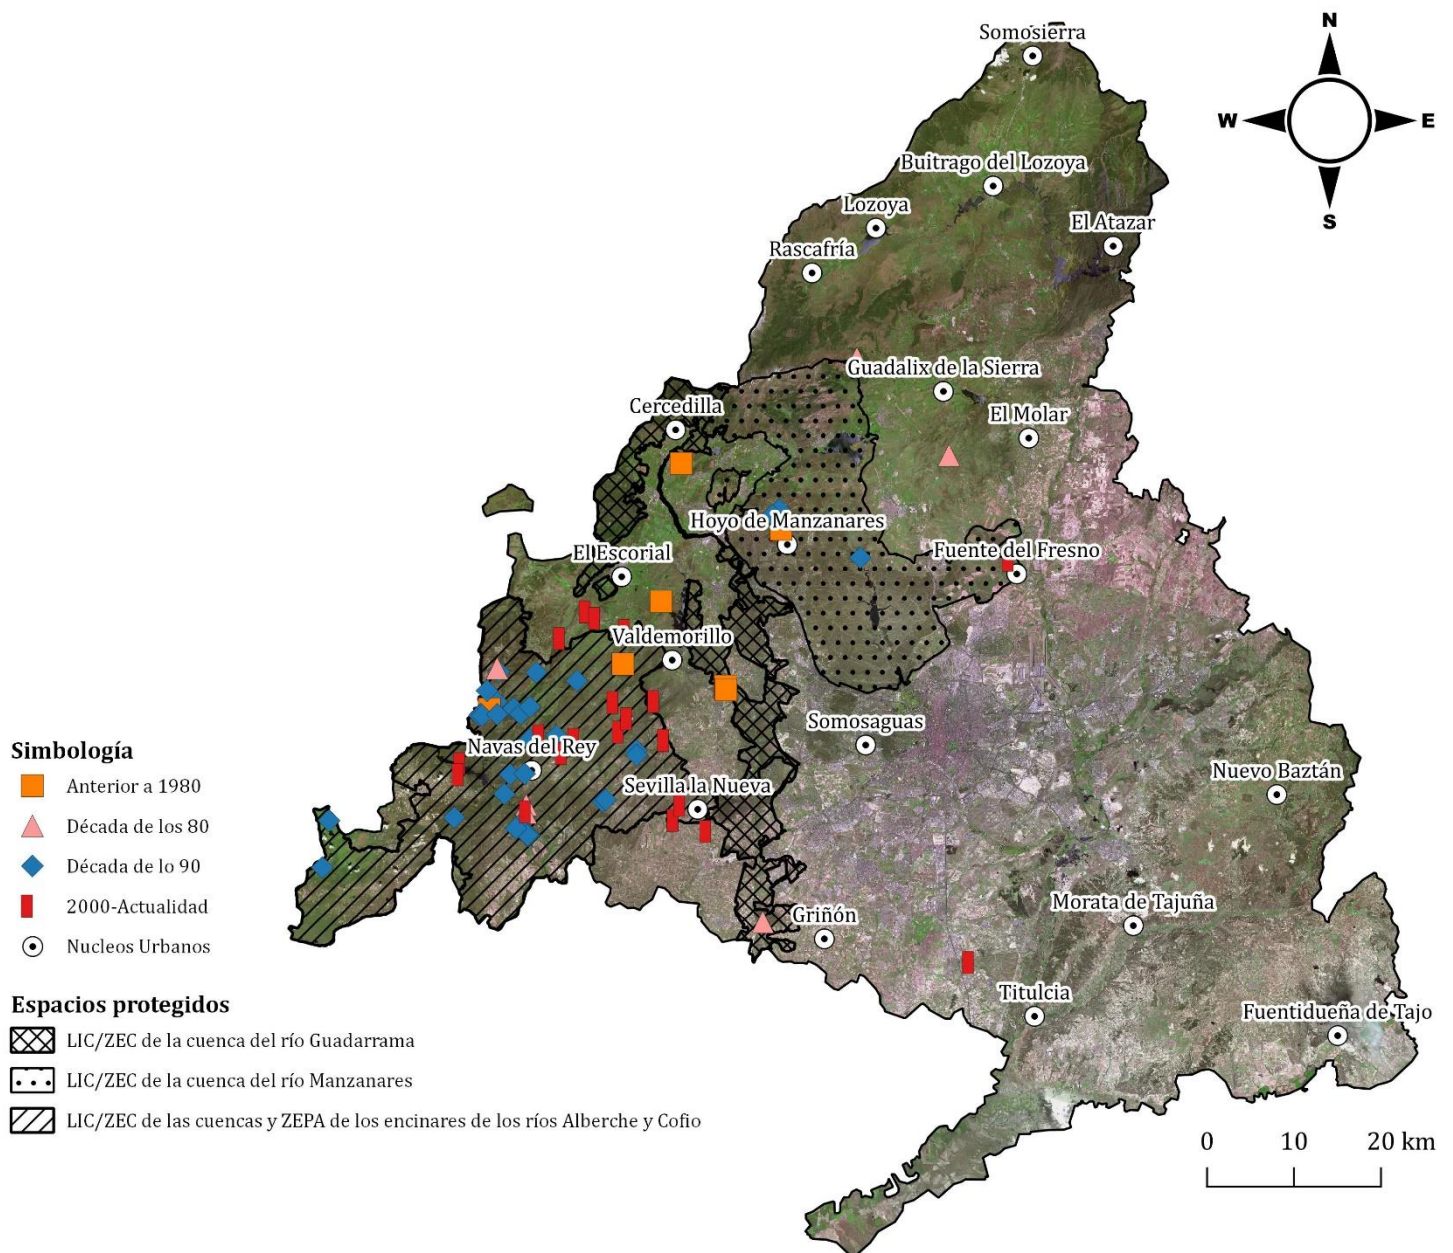 N
Somosierra
W
E
Buitrago del Lozoya
S
Lozoya
El Atazar
Rascafría
Guadalix de la Sierra
Cercedilla
El Molar
Hoyo de Manzanares
El Escorial
Fuente del Fresno
Valdemorillo
Somosaguas
Navas del Rey
Nuevo Baztán
Sevilla la Nueva
Morata de Tajuña
Griñón
Titulcia
Fuentidueña de Tajo
Simbología
Anterior a 1980
Década de los 80
Década de lo 90
2000-Actualidad
Nucleos Urbanos
Espacios protegidos
LIC/ZEC de la cuenca del río Guadarrama
LIC/ZEC de la cuenca del río Manzanares
LIC/ZEC de las cuencas y ZEPA de los encinares de los ríos Alberche y Cofio
0 10 20 km